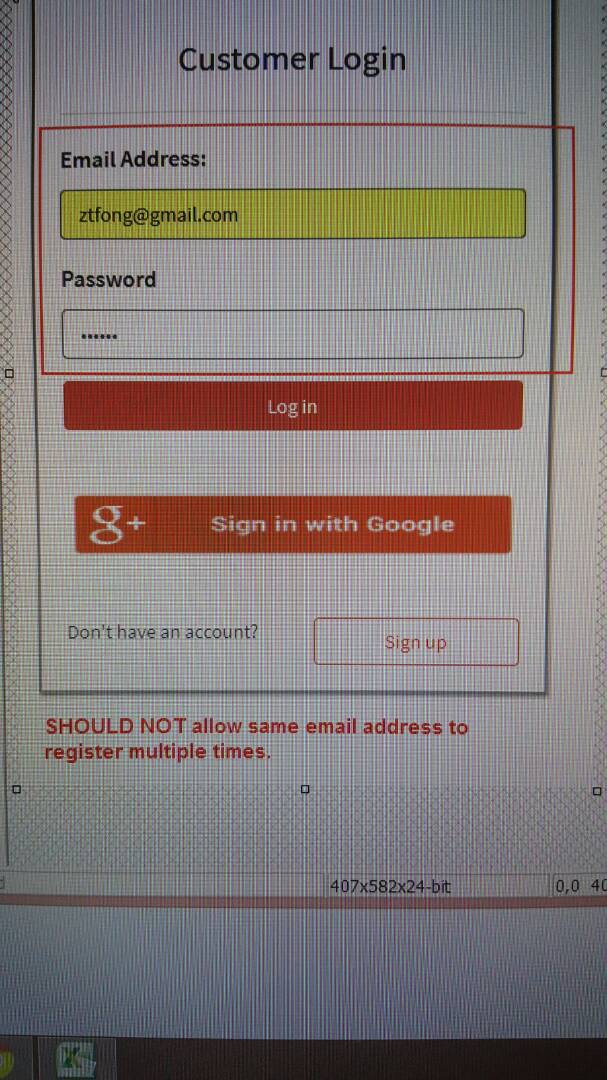 Customer Login
Email Address:
ztfong@gmail.com
Password
••••••
Log in
g+ Sign in with Google
Don't have an account?
Sign up
SHOULD NOT allow same email address to
register multiple times.
407x582x24-bit
0,0 40